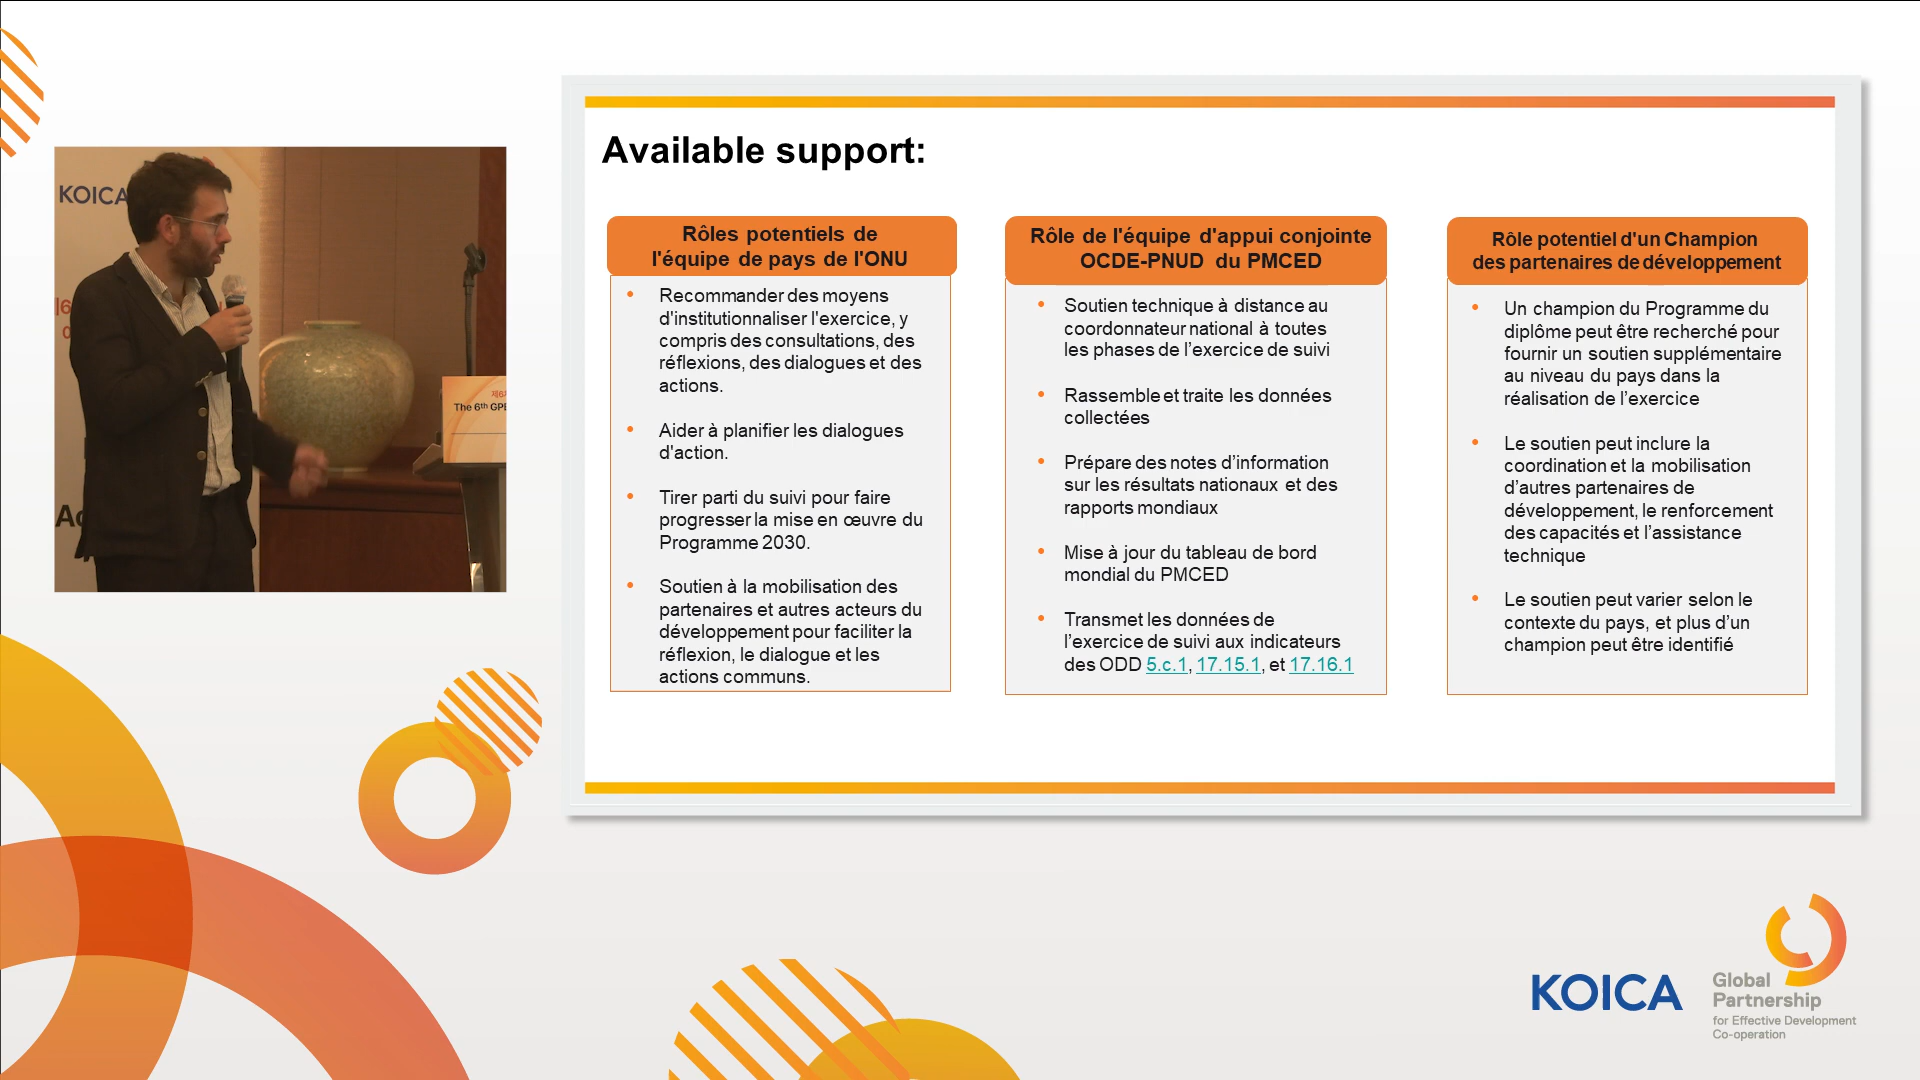 KOICA
The 6th GPE
Available support:
Rôles potentiels de
l'équipe de pays de l'ONU
Recommander des moyens
d'institutionnaliser l'exercice, y
compris des consultations, des
réflexions, des dialogues et des
actions.
Aider à planifier les dialogues
d'action.
Tirer parti du suivi pour faire
progresser la mise en œuvre du
Programme 2030.
Soutien à la mobilisation des
partenaires et autres acteurs du
développement pour faciliter la
réflexion, le dialogue et les
actions communs.
Rôle de l'équipe d'appui conjointe
OCDE-PNUD du PMCED
Soutien technique à distance au
coordonnateur national à toutes
les phases de l’exercice de suivi
Rassemble et traite les données
collectées
Prépare des notes d’information
sur les résultats nationaux et des
rapports mondiaux
Mise à jour du tableau de bord
mondial du PMCED
Transmet les données de
l’exercice de suivi aux indicateurs
des ODD 5.c.1, 17.15.1, et 17.16.1
Rôle potentiel d'un Champion
des partenaires de développement
Un champion du Programme du
diplôme peut être recherché pour
fournir un soutien supplémentaire
au niveau du pays dans la
réalisation de l’exercice
Le soutien peut inclure la
coordination et la mobilisation
d’autres partenaires de
développement, le renforcement
des capacités et l’assistance
technique
Le soutien peut varier selon le
contexte du pays, et plus d’un
champion peut être identifié
KOICA
Global
Partnership
for Effective Development
Co-operation